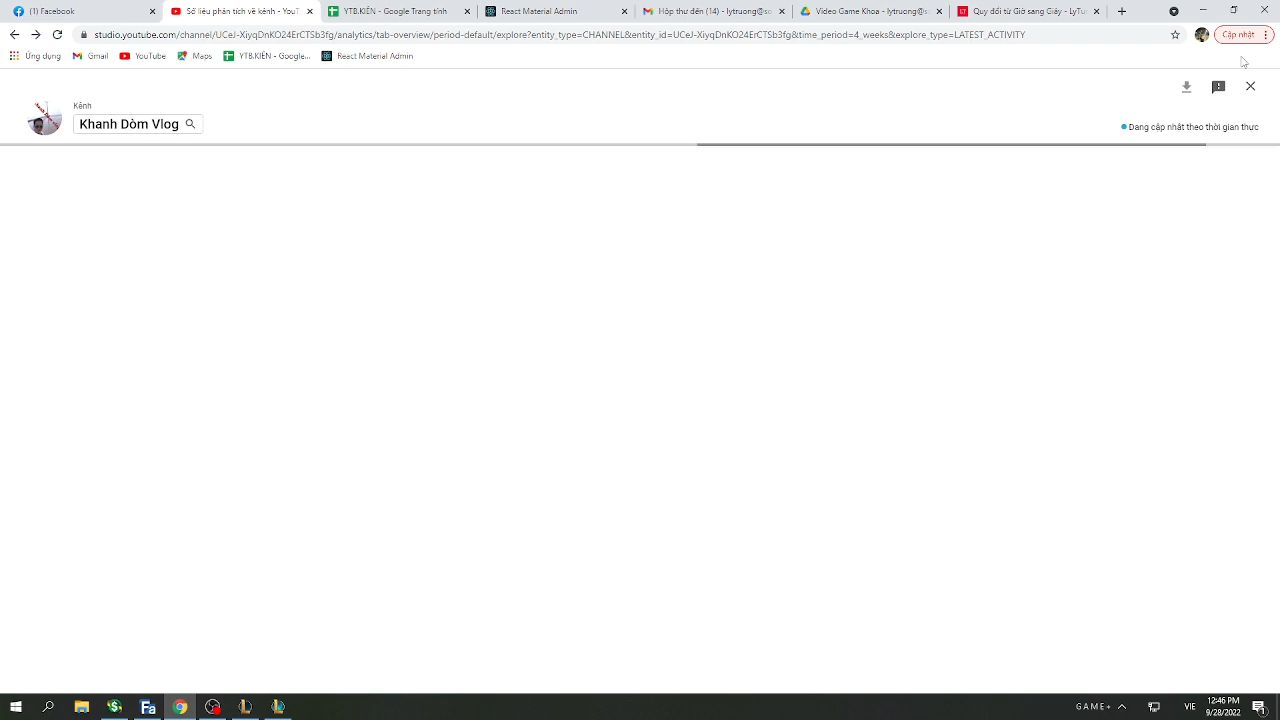 (1) Facebook
Số liệu phân tích về kênh - YouT
YTB.KIÊN - Google Trang tính
React Material Admin
Hộp thư đến (14) - lytruong@so
Video Game Khoa - lytruong@s
Quy đổi từ Giờ sang Giây - LyTu
studio.youtube.com/channel/UCeJ-XiyqDnKO24ErCTSb3fg/analytics/tab-overview/period-default/explore?entity_type=CHANNEL&entity_id=UCeJ-XiyqDnKO24ErCTSb3fg&time_period=4_weeks&explore_type=LATEST_ACTIVITY
Cập nhật
Ứng dụng
Gmail
YouTube
Maps
YTB.KIÊN - Google...
React Material Admin
Kênh
Khanh Dòm Vlog
Đang cập nhật theo thời gian thực
GAME+
VIE
12:46 PM
9/28/2022